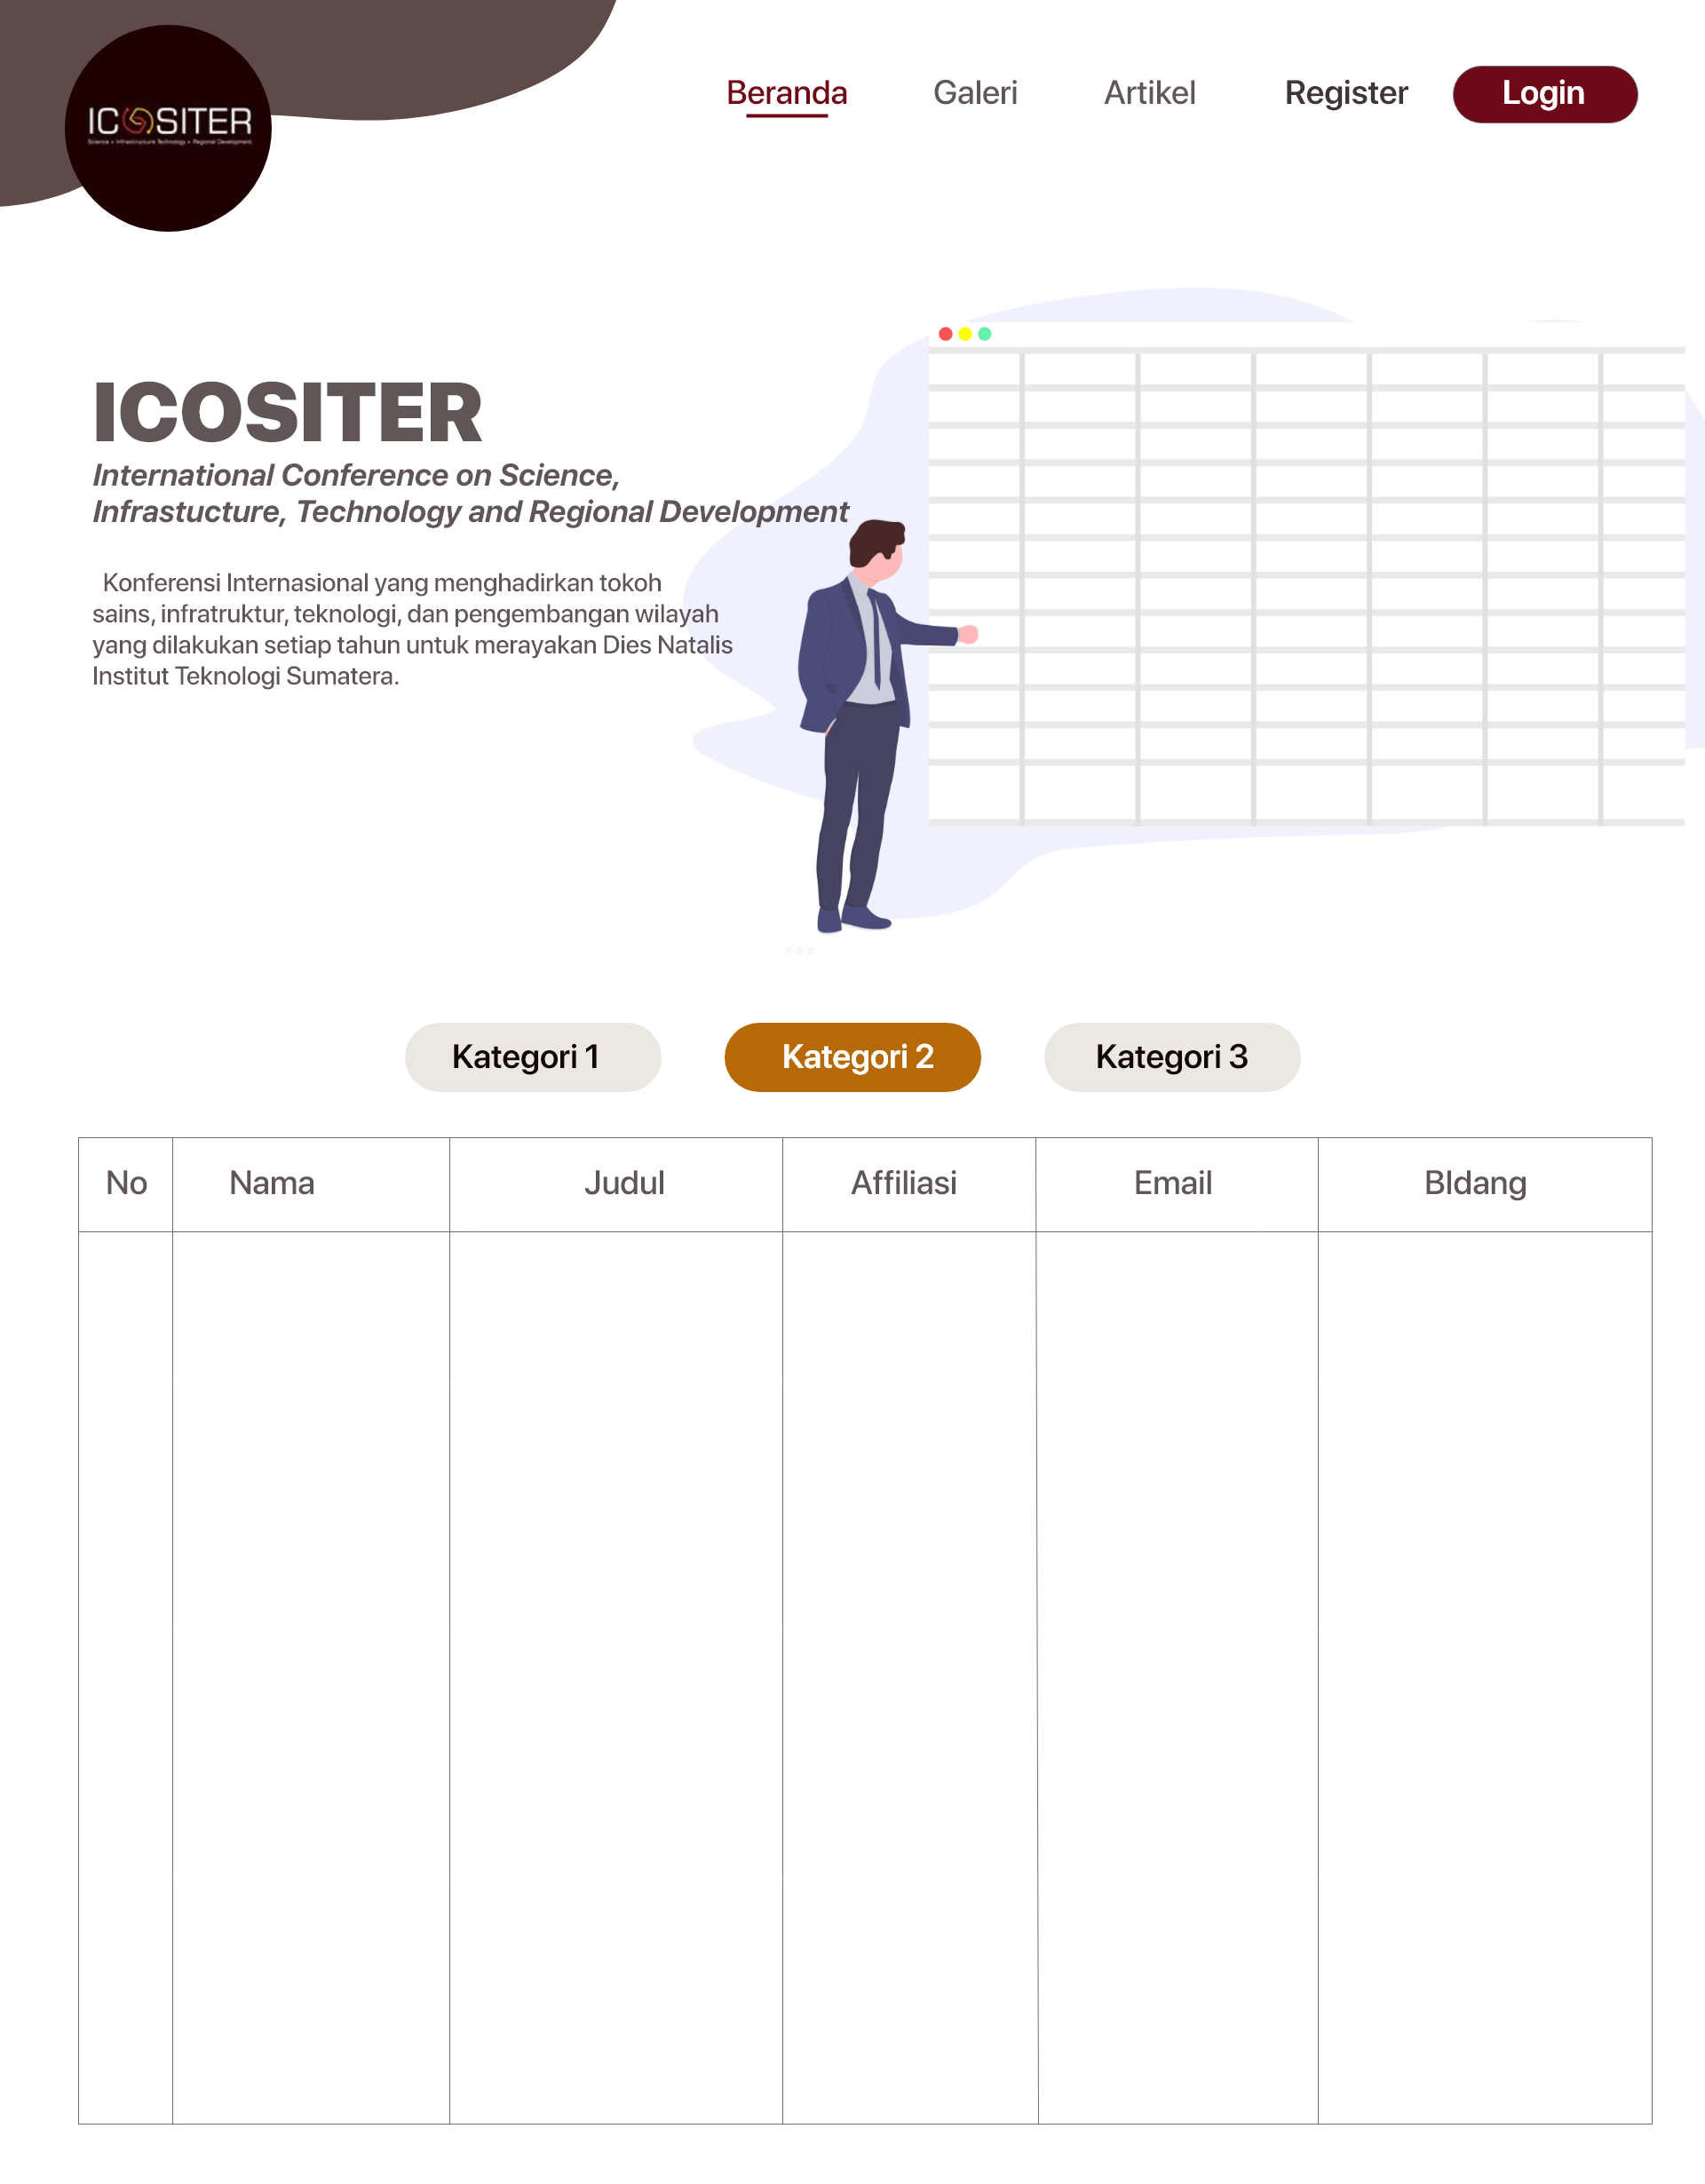 ICOSITER
Science • Infrastructure Technology • Regional Development
Beranda
Galeri
Artikel
Register
Login
ICOSITER
International Conference on Science,
Infrastucture, Technology and Regional Development
Konferensi Internasional yang menghadirkan tokoh
sains, infratruktur, teknologi, dan pengembangan wilayah
yang dilakukan setiap tahun untuk merayakan Dies Natalis
Institut Teknologi Sumatera.
Kategori 1
Kategori 2
Kategori 3
No
Nama
Judul
Affiliasi
Email
BIdang